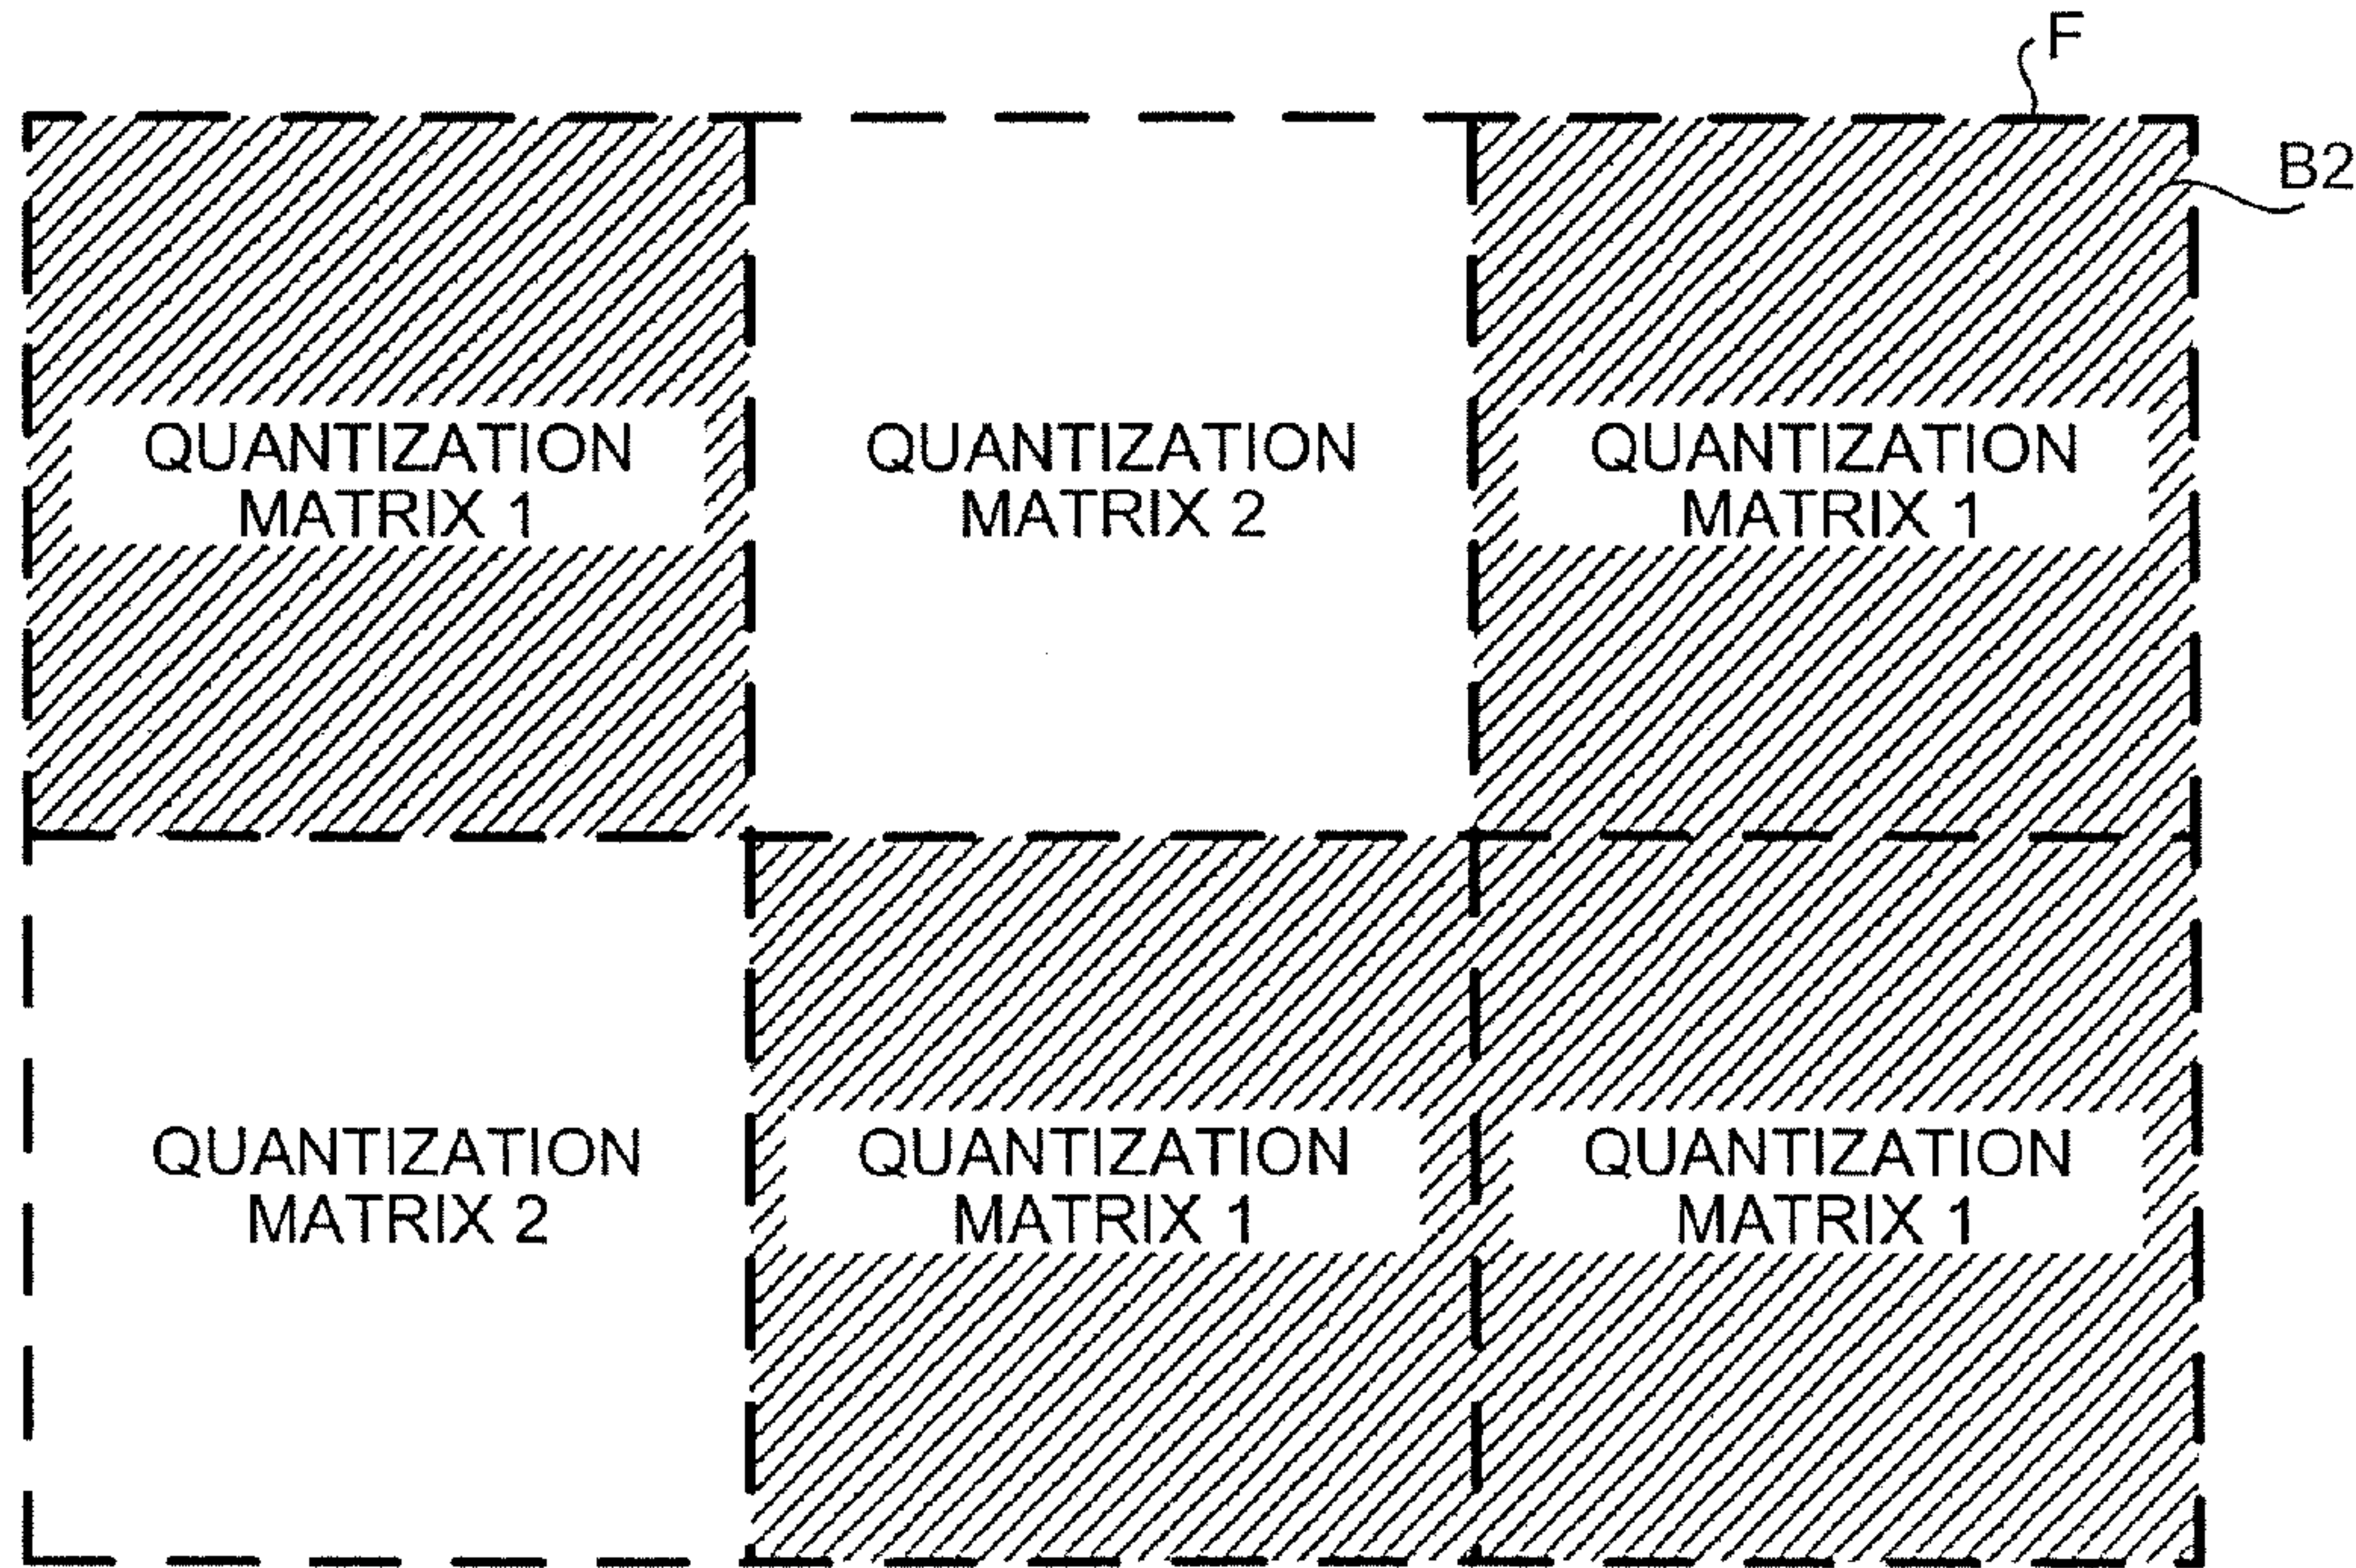 F
B2
QUANTIZATION
MATRIX 1
QUANTIZATION
MATRIX 2
QUANTIZATION
MATRIX 1
QUANTIZATION
MATRIX 2
QUANTIZATION
MATRIX 1
QUANTIZATION
MATRIX 1